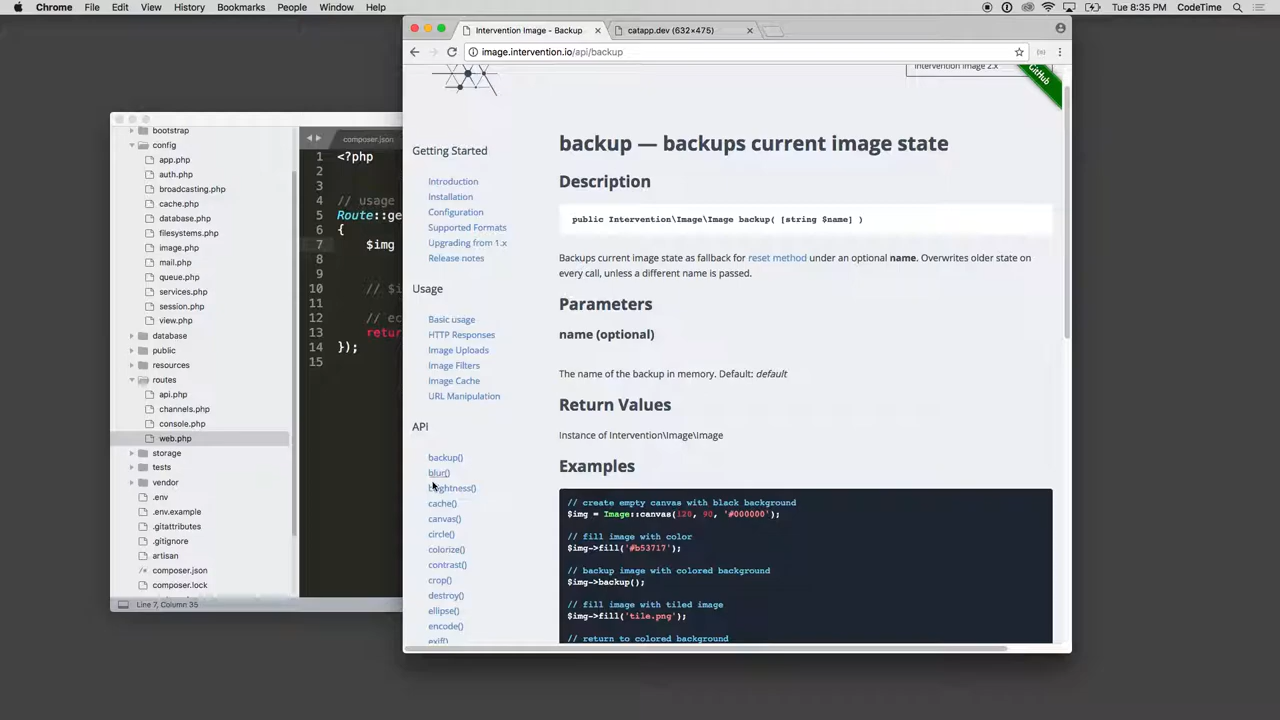 Chrome File Edit View History Bookmarks People Window Help
Tue 8:35 PM CodeTime
Intervention Image - Backup
catapp.dev (632×475)
image.intervention.io/api/backup
Intervention Image 2.x
GitHub
bootstrap
config
app.php
auth.php
broadcasting.php
cache.php
database.php
filesystems.php
image.php
mail.php
queue.php
services.php
session.php
view.php
database
public
resources
routes
api.php
channels.php
console.php
web.php
storage
tests
vendor
.env
.env.example
.gitattributes
.gitignore
artisan
composer.json
composer.lock
Line 7, Column 35
composer.json
1 <?php
2
3
4 // usage
5 Route::ge
6 {
7 $img
8
9
10 // $i
11
12 // ec
13 retur
14 });
15
Getting Started
Introduction
Installation
Configuration
Supported Formats
Upgrading from 1.x
Release notes
Usage
Basic usage
HTTP Responses
Image Uploads
Image Filters
Image Cache
URL Manipulation
API
backup()
blur()
brightness()
cache()
canvas()
circle()
colorize()
contrast()
crop()
destroy()
ellipse()
encode()
exif()
backup — backups current image state
Description
public Intervention\Image\Image backup( [string $name] )
Backups current image state as fallback for reset method under an optional name. Overwrites older state on
every call, unless a different name is passed.
Parameters
name (optional)
The name of the backup in memory. Default: default
Return Values
Instance of Intervention\Image\Image
Examples
// create empty canvas with black background
$img = Image::canvas(120, 90, '#000000');
// fill image with color
$img->fill('#b53717');
// backup image with colored background
$img->backup();
// fill image with tiled image
$img->fill('tile.png');
// return to colored background